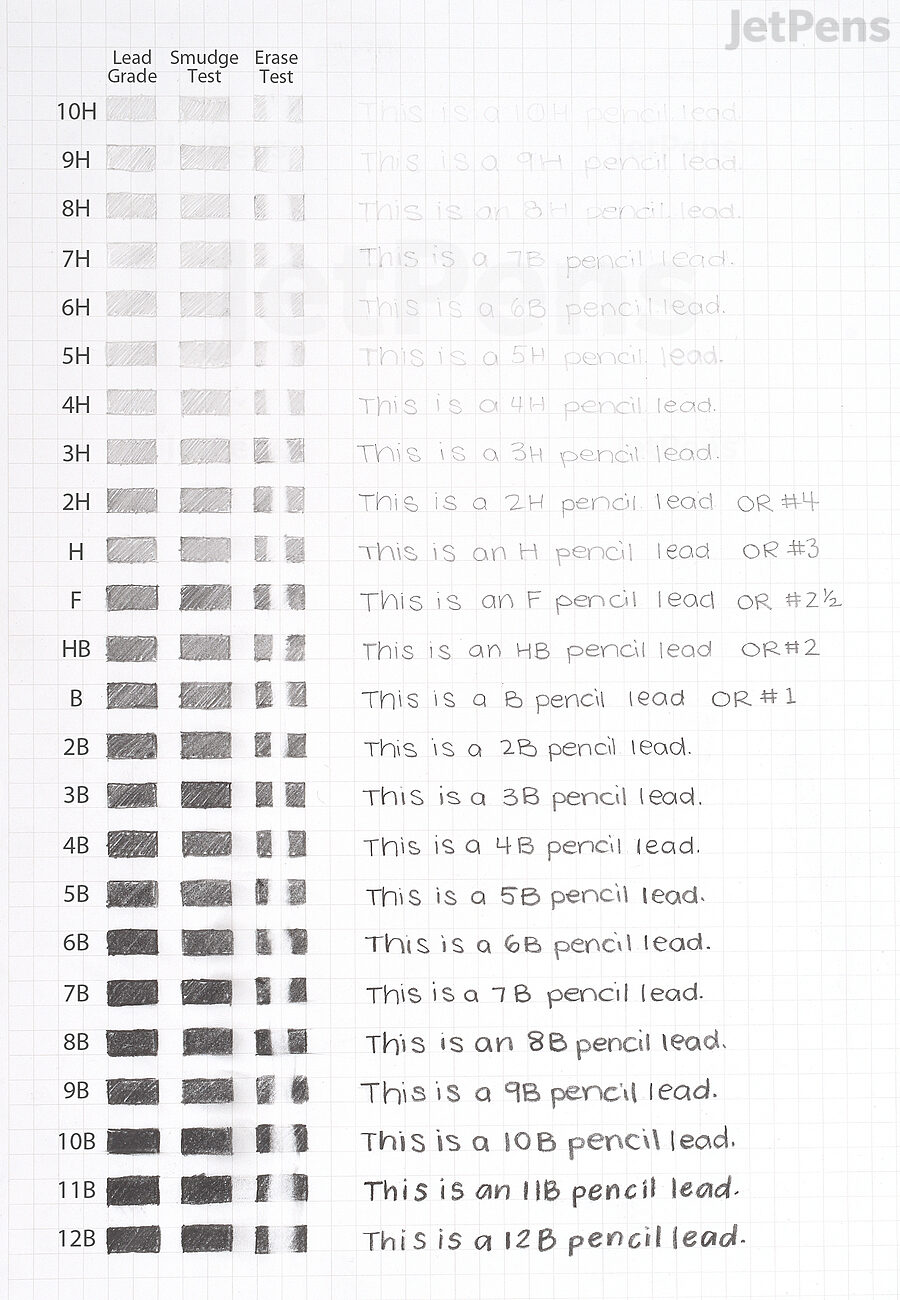 JetPens
Lead Grade Smudge Test Erase Test
10H This is a 10H pencil lead.
9H This is a 9H pencil lead.
8H This is an 8H pencil lead.
7H This is a 7B pencil lead.
6H This is a 6B pencil lead.
5H This is a 5H pencil lead.
4H This is a 4H pencil lead.
3H This is a 3H pencil lead.
2H This is a 2H pencil lead OR #4
H This is an H pencil lead OR #3
F This is an F pencil lead OR #2½
HB This is an HB pencil lead OR #2
B This is a B pencil lead OR #1
2B This is a 2B pencil lead.
3B This is a 3B pencil lead.
4B This is a 4B pencil lead.
5B This is a 5B pencil lead.
6B This is a 6B pencil lead.
7B This is a 7B pencil lead.
8B This is an 8B pencil lead.
9B This is a 9B pencil lead.
10B This is a 10B pencil lead.
11B This is an 11B pencil lead.
12B This is a 12B pencil lead.
JetPens